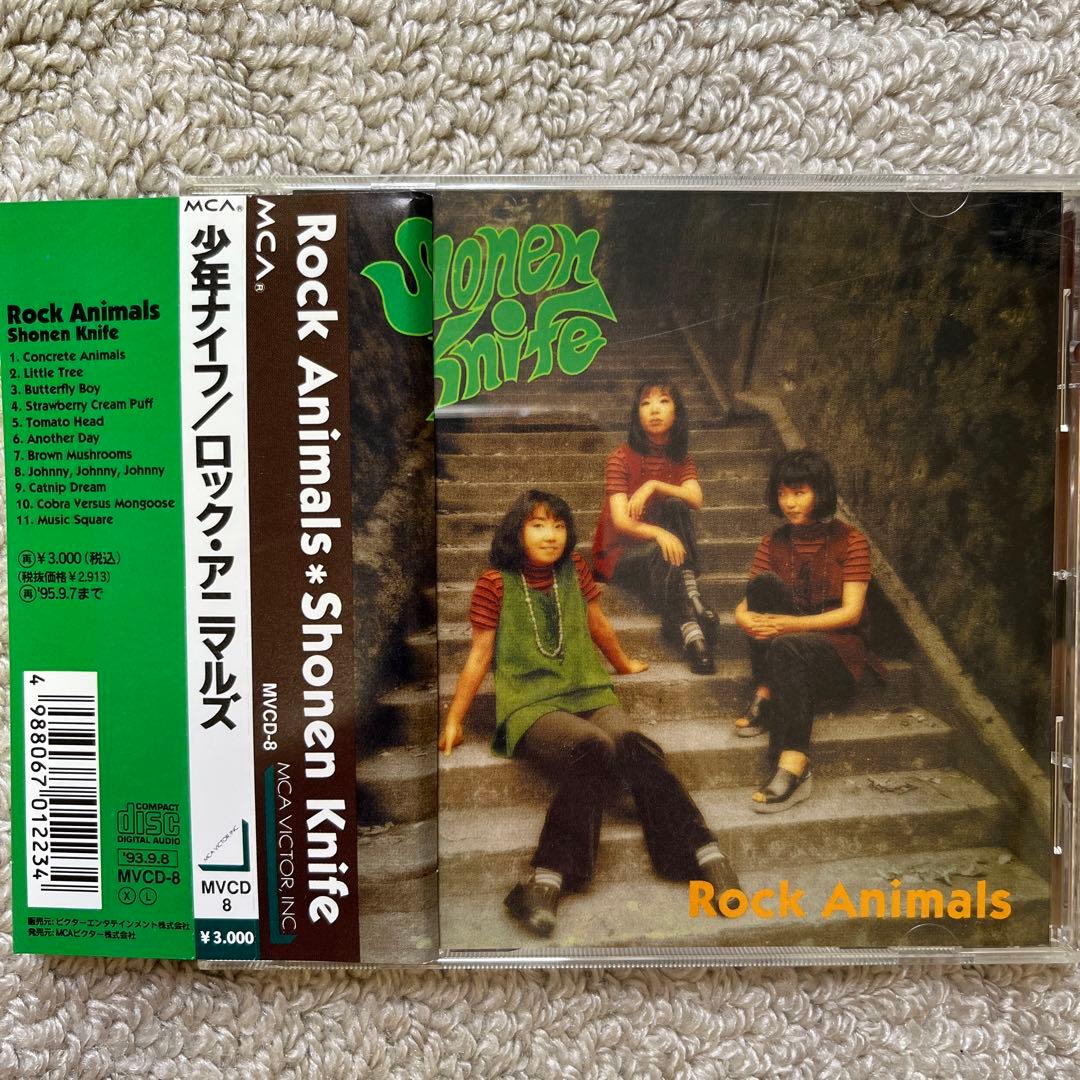 Rock Animals
Shonen Knife
1. Concrete Animals
2. Little Tree
3. Butterfly Boy
4. Strawberry Cream Puff
5. Tomato Head
6. Another Day
7. Brown Mushrooms
8. Johnny, Johnny, Johnny
9. Catnip Dream
10. Cobra Versus Mongoose
11. Music Square
再¥3,000(税込)
(税抜価格¥2,913)
再'95.9.7まで
4 988067 012234
COMPACT
disc
DIGITAL AUDIO
'93.9.8
MVCD-8
X L
販売元:ビクターエンタテインメント株式会社
発売元:MCAビクター株式会社
MCA®
少年ナイフ/ロック・アニマルズ
MCA VICTOR, INC.
MVCD
8
¥3.000
MCA®
Rock Animals*Shonen Knife
MVCD-8
MCA VICTOR, INC
Shonen
Knife
Rock Animals